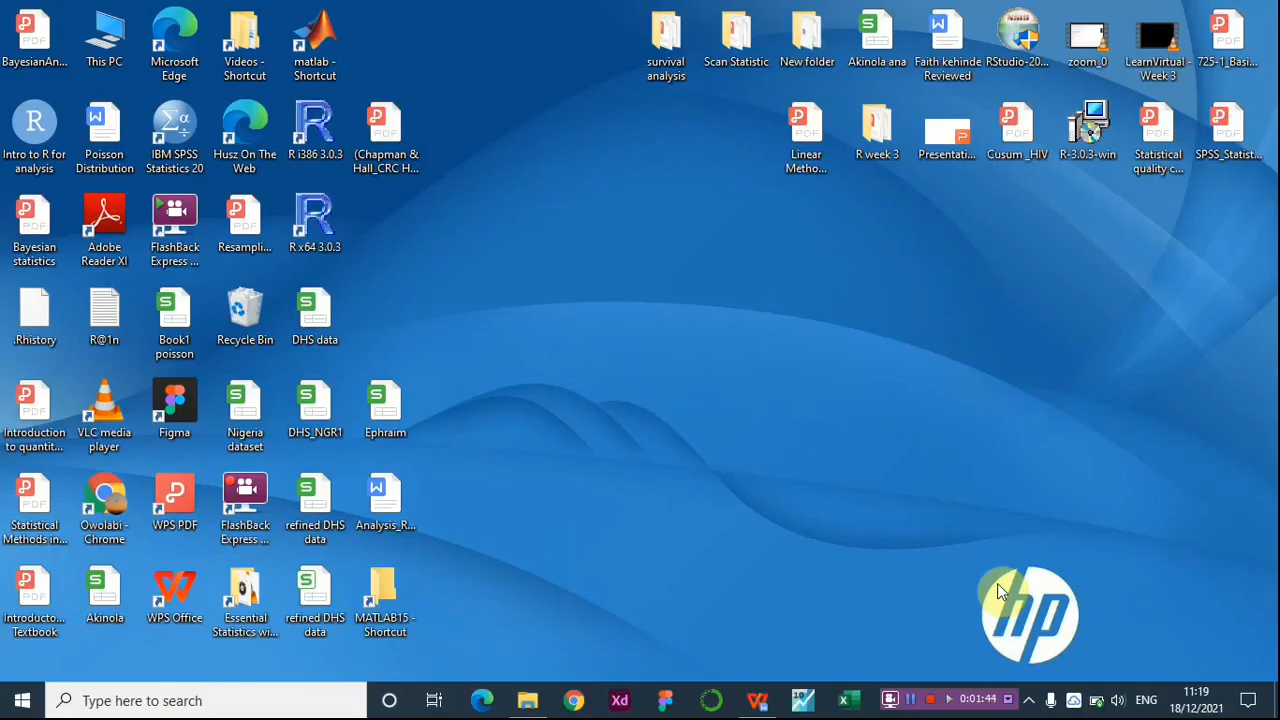 BayesianAn...
This PC
Microsoft
Edge
Videos -
Shortcut
matlab -
Shortcut
survival
analysis
Scan Statistic
New folder
Akinola ana
Faith kehinde
Reviewed
RStudio-20...
zoom_0
LearnVirtual -
Week 3
725-1_Basi...
Intro to R for
analysis
Poisson
Distribution
IBM SPSS
Statistics 20
Husz On The
Web
R i386 3.0.3
(Chapman &
Hall_CRC H...
Linear
Metho...
R week 3
Presentati...
Cusum _HIV
R-3.0.3-win
Statistical
quality c...
SPSS_Statist...
Bayesian
statistics
Adobe
Reader XI
FlashBack
Express ...
Resampli...
R x64 3.0.3
.Rhistory
R@1n
Book1
poisson
Recycle Bin
DHS data
Introduction
to quantit...
VLC media
player
Figma
Nigeria
dataset
DHS_NGR1
Ephraim
Statistical
Methods in...
Owolabi -
Chrome
WPS PDF
FlashBack
Express ...
refined DHS
data
Analysis_R...
Introducto...
Textbook
Akinola
WPS Office
Essential
Statistics wi...
refined DHS
data
MATLAB15 -
Shortcut
hp
Type here to search
Xd
0:01:44
ENG
11:19
18/12/2021